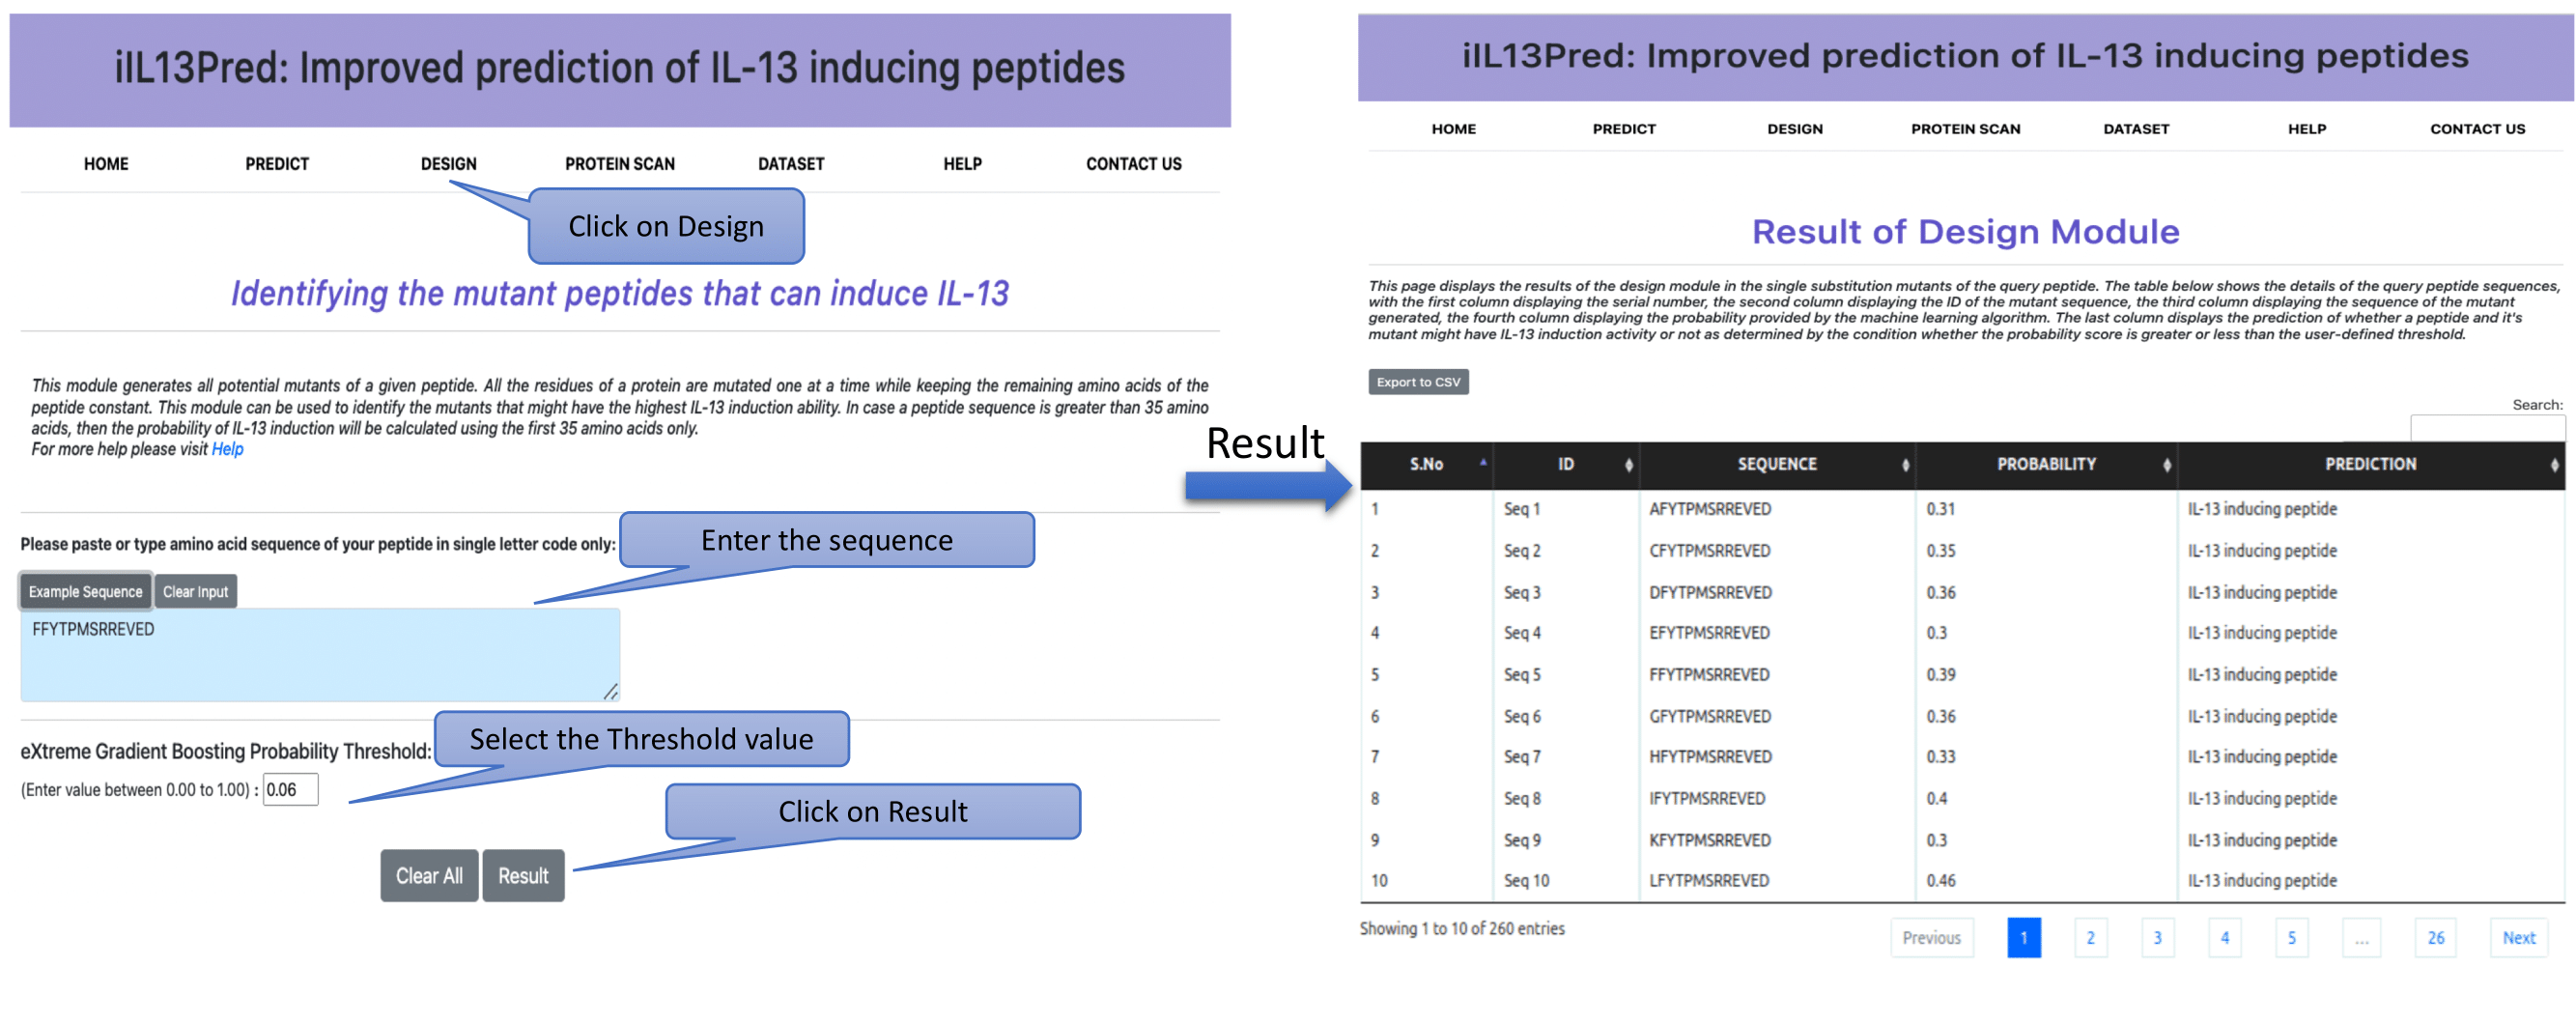 iIL13Pred: Improved prediction of IL-13 inducing peptides
HOME PREDICT DESIGN PROTEIN SCAN DATASET HELP CONTACT US
Click on Design
Identifying the mutant peptides that can induce IL-13
This module generates all potential mutants of a given peptide. All the residues of a protein are mutated one at a time while keeping the remaining amino acids of the
peptide constant. This module can be used to identify the mutants that might have the highest IL-13 induction ability. In case a peptide sequence is greater than 35 amino
acids, then the probability of IL-13 induction will be calculated using the first 35 amino acids only.
For more help please visit Help
Please paste or type amino acid sequence of your peptide in single letter code only:
Enter the sequence
Example Sequence Clear Input
FFYTPMSRREVED
eXtreme Gradient Boosting Probability Threshold:
Select the Threshold value
(Enter value between 0.00 to 1.00) : 0.06
Click on Result
Clear All Result
Result
iIL13Pred: Improved prediction of IL-13 inducing peptides
HOME PREDICT DESIGN PROTEIN SCAN DATASET HELP CONTACT US
Result of Design Module
This page displays the results of the design module in the single substitution mutants of the query peptide. The table below shows the details of the query peptide sequences,
with the first column displaying the serial number, the second column displaying the ID of the mutant sequence, the third column displaying the sequence of the mutant
generated, the fourth column displaying the probability provided by the machine learning algorithm. The last column displays the prediction of whether a peptide and it's
mutant might have IL-13 induction activity or not as determined by the condition whether the probability score is greater or less than the user-defined threshold.
Export to CSV
Search:
S.No ID SEQUENCE PROBABILITY PREDICTION
1 Seq 1 AFYTPMSRREVED 0.31 IL-13 inducing peptide
2 Seq 2 CFYTPMSRREVED 0.35 IL-13 inducing peptide
3 Seq 3 DFYTPMSRREVED 0.36 IL-13 inducing peptide
4 Seq 4 EFYTPMSRREVED 0.3 IL-13 inducing peptide
5 Seq 5 FFYTPMSRREVED 0.39 IL-13 inducing peptide
6 Seq 6 GFYTPMSRREVED 0.36 IL-13 inducing peptide
7 Seq 7 HFYTPMSRREVED 0.33 IL-13 inducing peptide
8 Seq 8 IFYTPMSRREVED 0.4 IL-13 inducing peptide
9 Seq 9 KFYTPMSRREVED 0.3 IL-13 inducing peptide
10 Seq 10 LFYTPMSRREVED 0.46 IL-13 inducing peptide
Showing 1 to 10 of 260 entries
Previous 1 2 3 4 5 ... 26 Next